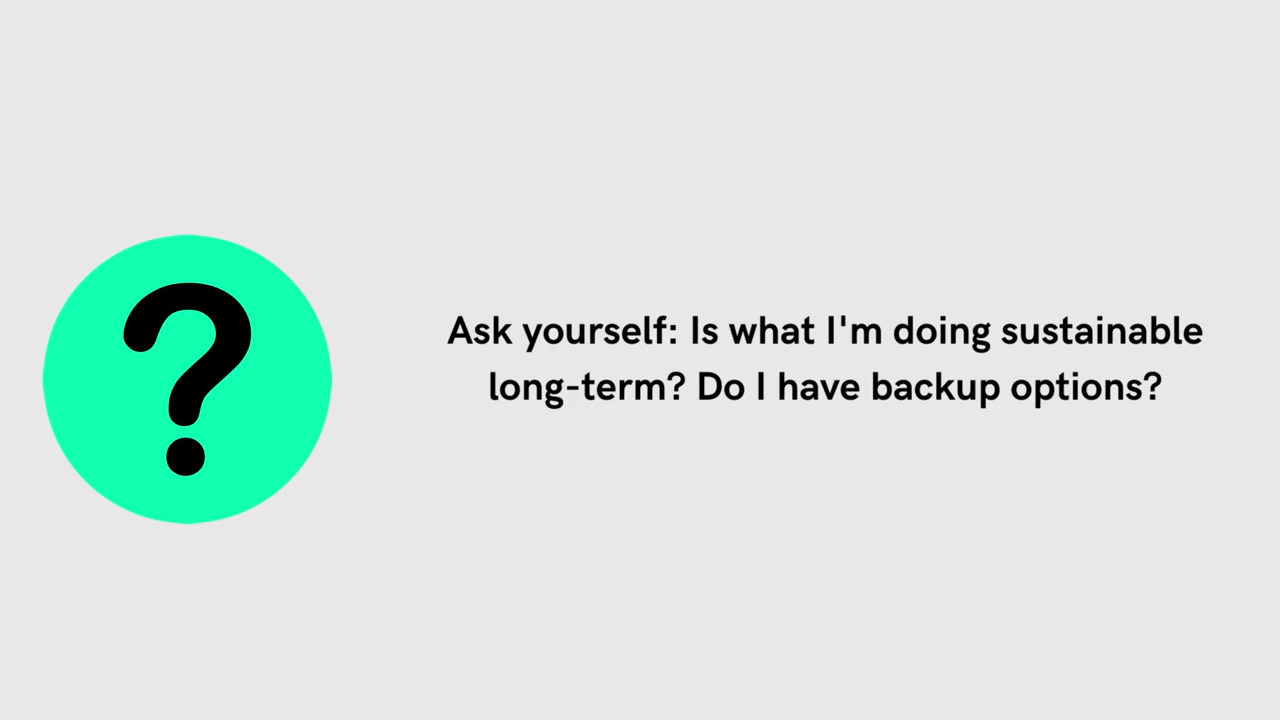 ?
Ask yourself: Is what I'm doing sustainable
long-term? Do I have backup options?